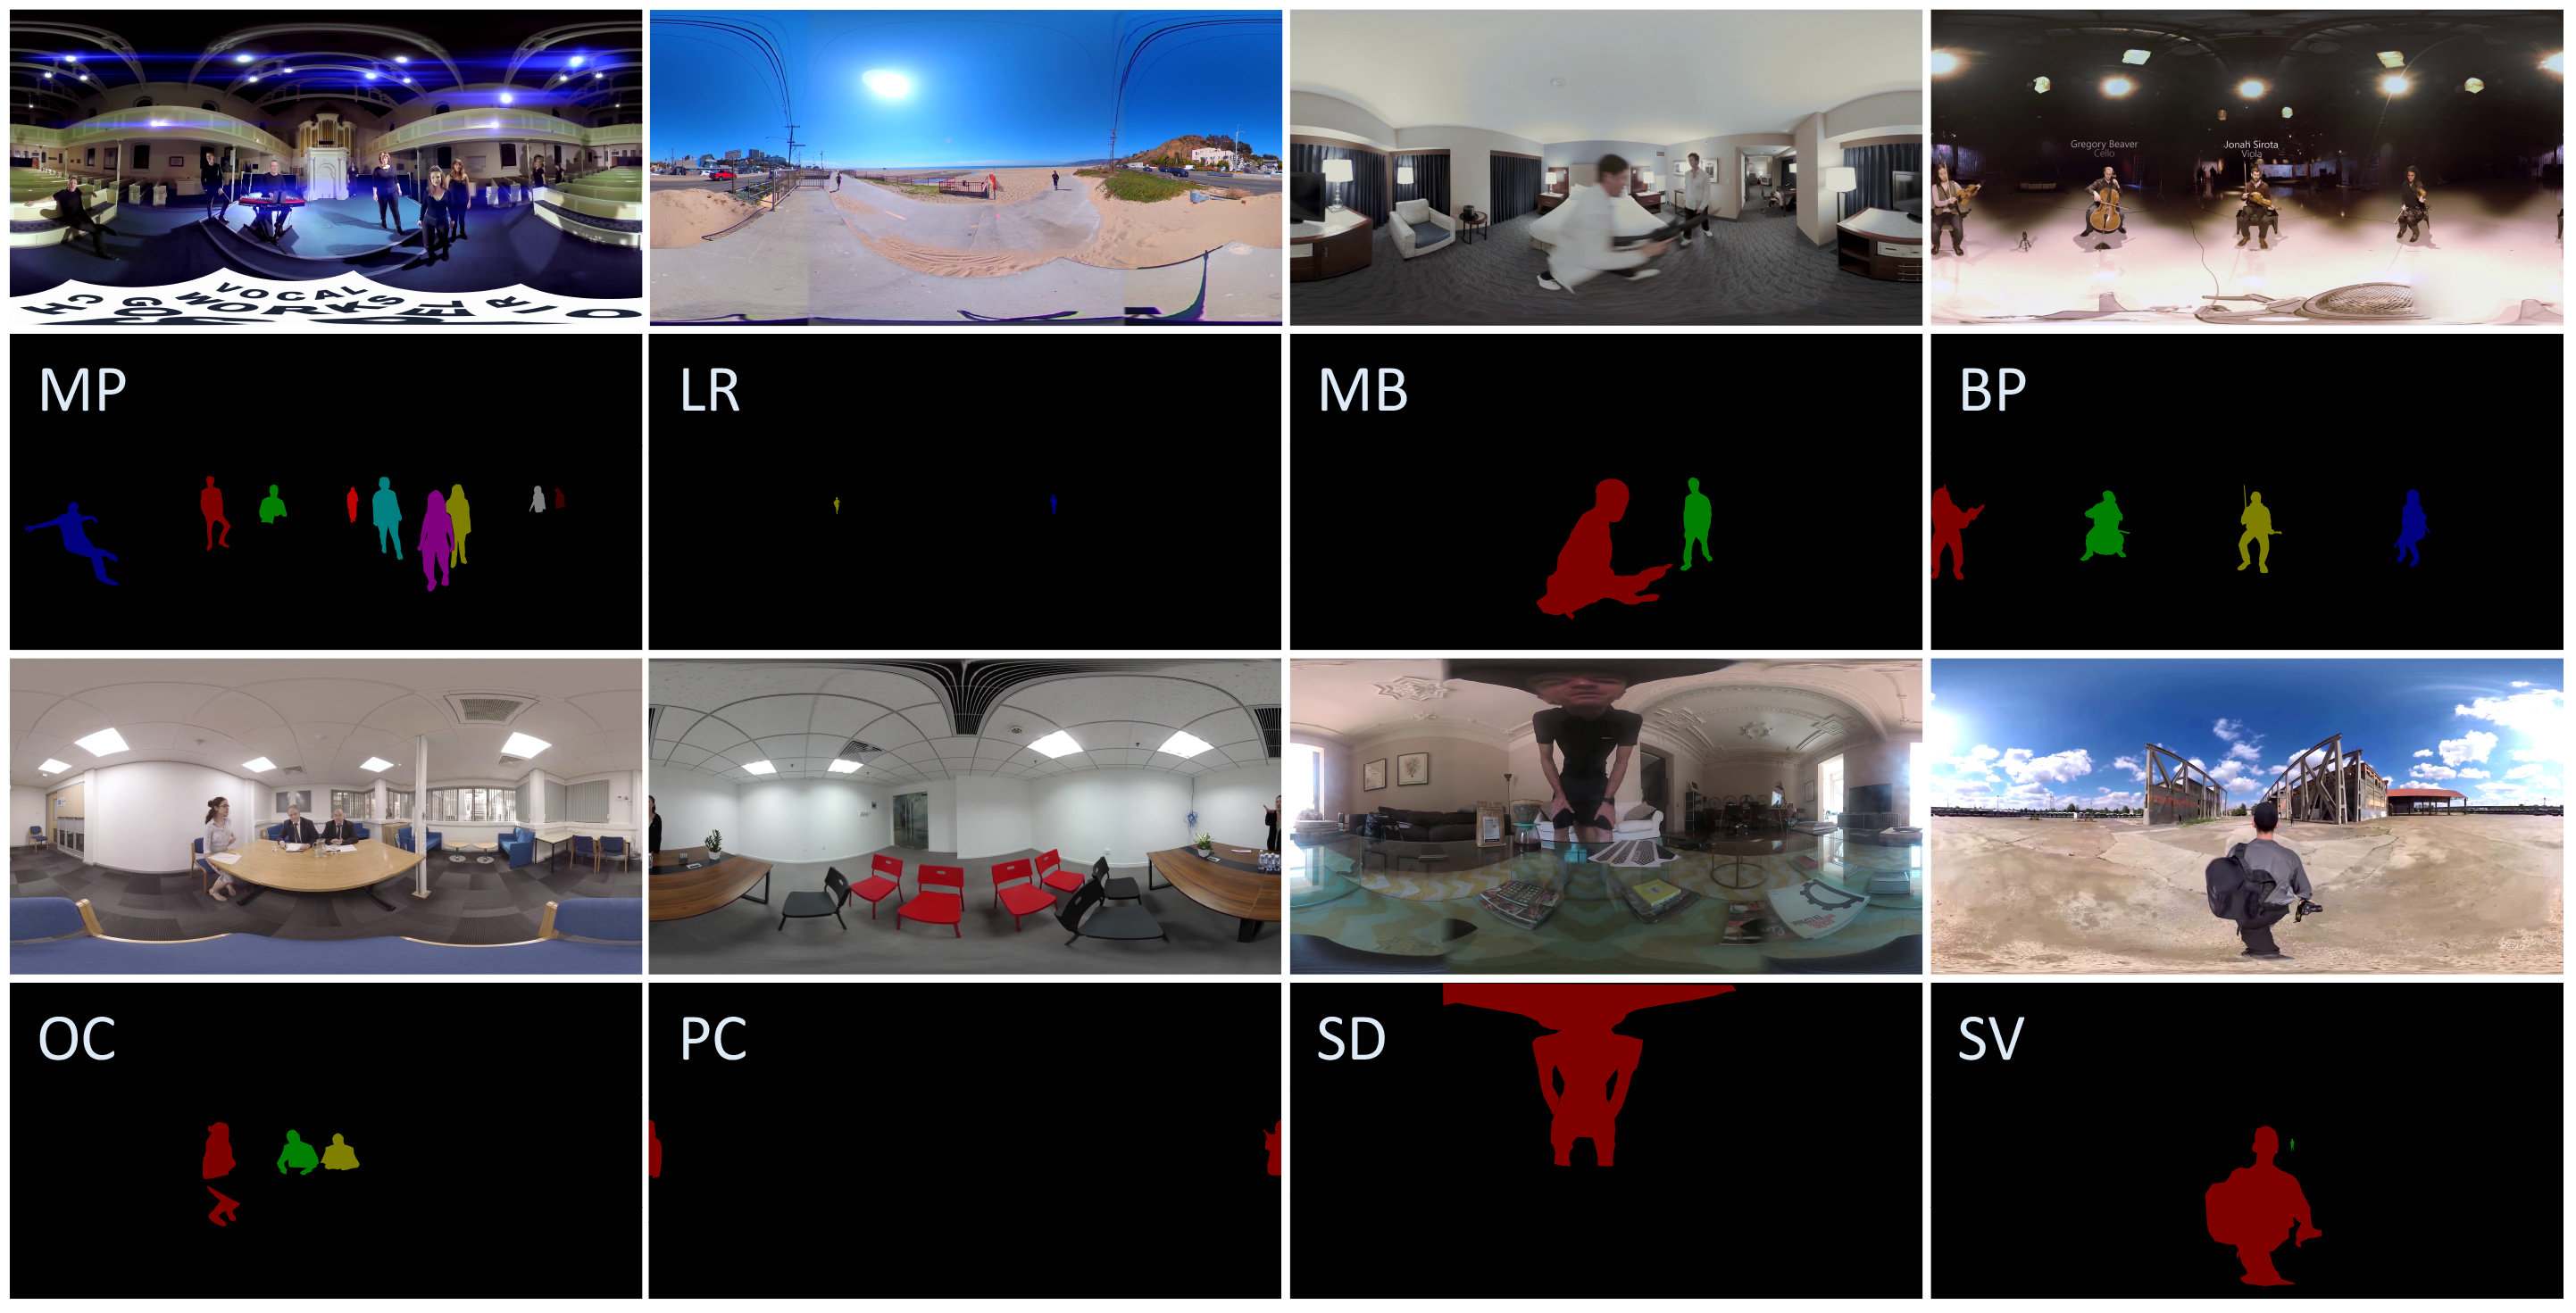 VOCAL
WORKS
Gregory Beaver
Cello
Jonah Sirota
Viola
MP
LR
MB
BP
OC
PC
SD
SV